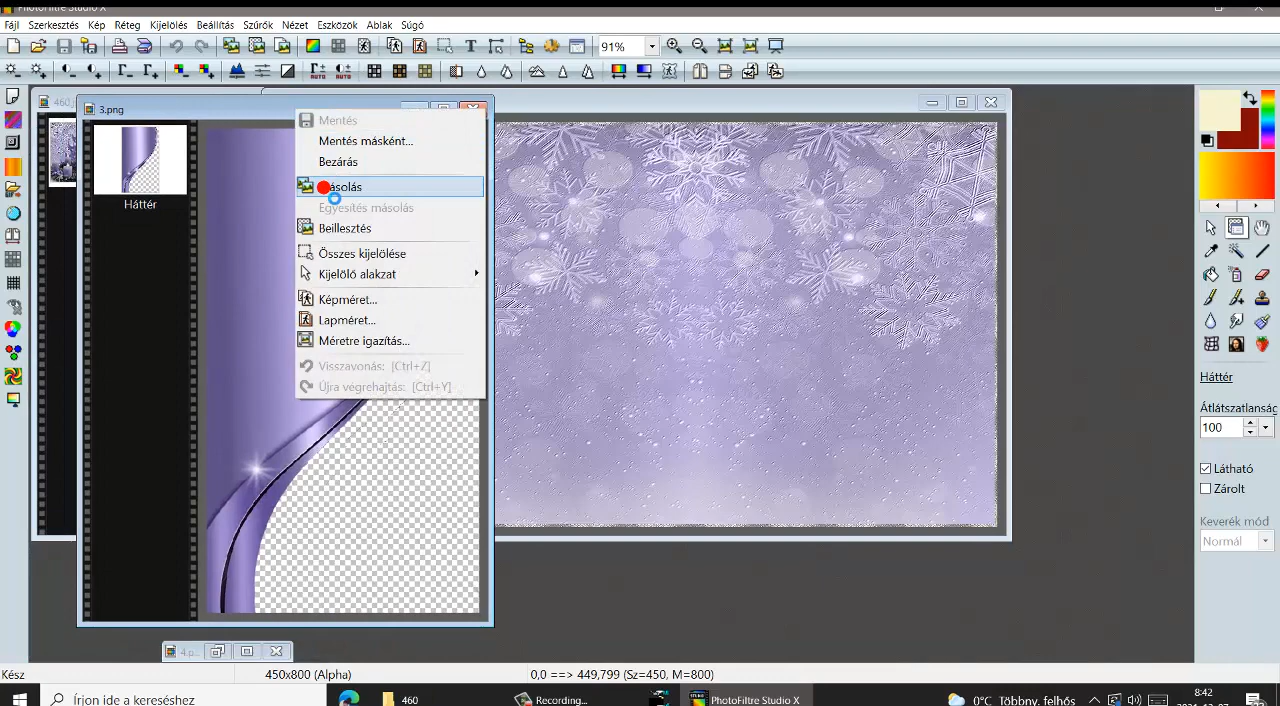 PhotoFiltre Studio X
Fájl Szerkesztés Kép Réteg Kijelölés Beállítás Szűrők Nézet Eszközök Ablak Súgó
91%
460
3.png
Háttér
Mentés
Mentés másként...
Bezárás
Egyesítés másolás
Beillesztés
Összes kijelölése
Kijelölő alakzat
Képméret...
Lapméret...
Méretre igazítás...
Visszavonás: [Ctrl+Z]
Újra végrehajtás: [Ctrl+Y]
Háttér
Átlátszatlanság
100
Látható
Zárolt
Keverék mód
Normál
4.p...
Kész 450x800 (Alpha) 0,0 ==> 449,799 (Sz=450, M=800)
Írjon ide a kereséshez 460 Recording... PhotoFiltre Studio X 0°C Többny. felhős 8:42